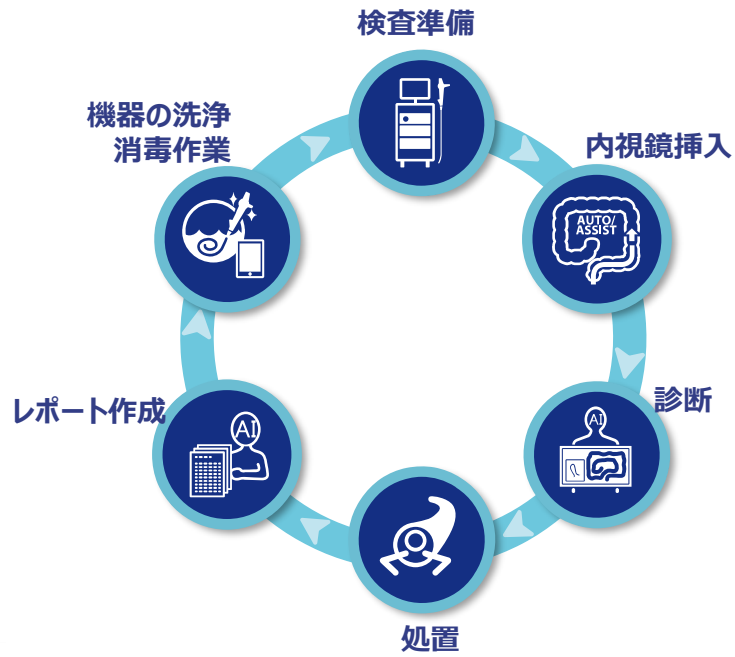 検査準備
内視鏡挿入
AUTO/
ASSIST
診断
AI
処置
レポート作成
AI
機器の洗浄
消毒作業